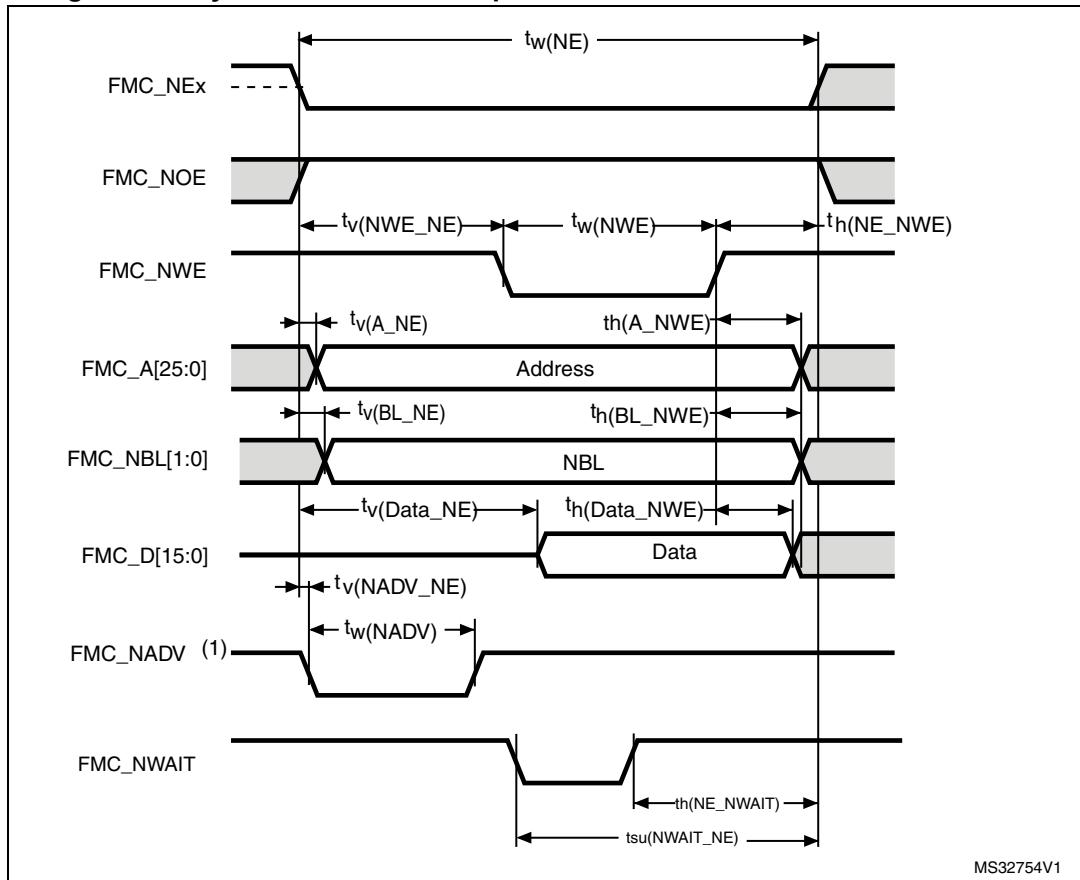 tw(NE)
FMC_NEx
FMC_NOE
tv(NWE_NE) tw(NWE) th(NE_NWE)
FMC_NWE
tv(A_NE) th(A_NWE)
FMC_A[25:0] Address
tv(BL_NE) th(BL_NWE)
FMC_NBL[1:0] NBL
tv(Data_NE) th(Data_NWE)
FMC_D[15:0] Data
tv(NADV_NE)
tw(NADV)
FMC_NADV (1)
FMC_NWAIT
th(NE_NWAIT)
tsu(NWAIT_NE)
MS32754V1